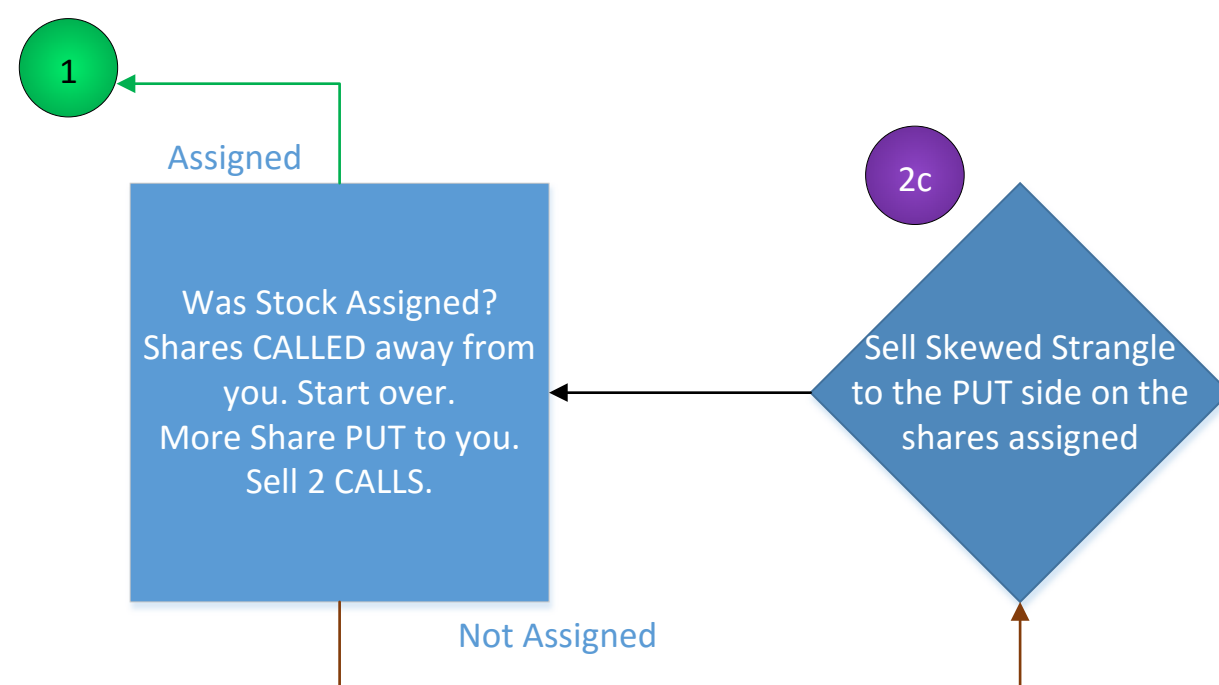 1
Assigned
2c
Was Stock Assigned?
Shares CALLED away from
you. Start over.
More Share PUT to you.
Sell 2 CALLS.
Sell Skewed Strangle
to the PUT side on the
shares assigned
Not Assigned